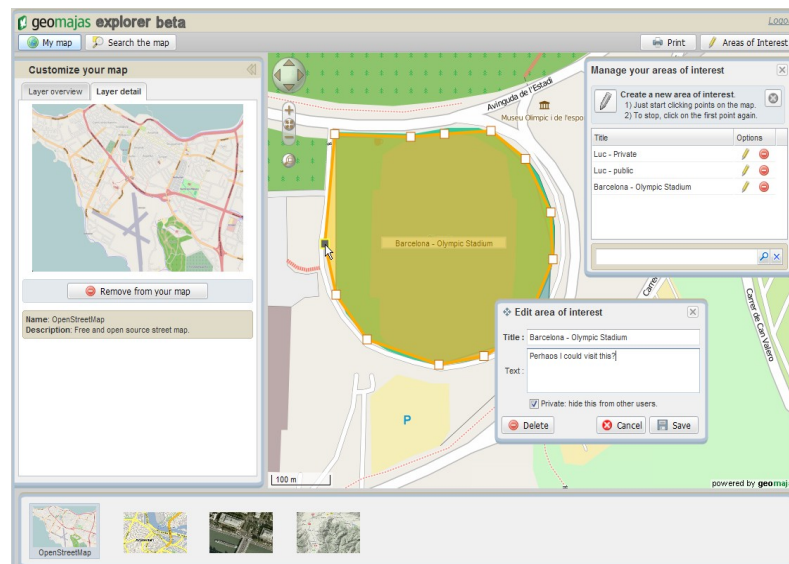 geomajas explorer beta
My map
Search the map
Print
Areas of Interest
Customize your map
Layer overview
Layer detail
Remove from your map
Name: OpenStreetMap
Description: Free and open source street map.
Avinguda de l'Estadi
Museu Olímpic i de l'espo
Barcelona - Olympic Stadium
P
Carrer de Can Valero
100 m
powered by geomaj
Manage your areas of interest
Create a new area of interest.
1) Just start clicking points on the map.
2) To stop, click on the first point again.
Title Options
Luc - Private
Luc - public
Barcelona - Olympic Stadium
Edit area of interest
Title : Barcelona - Olympic Stadium
Text : Perhaos I could visit this?
Private: hide this from other users.
Delete
Cancel
Save
OpenStreetMap